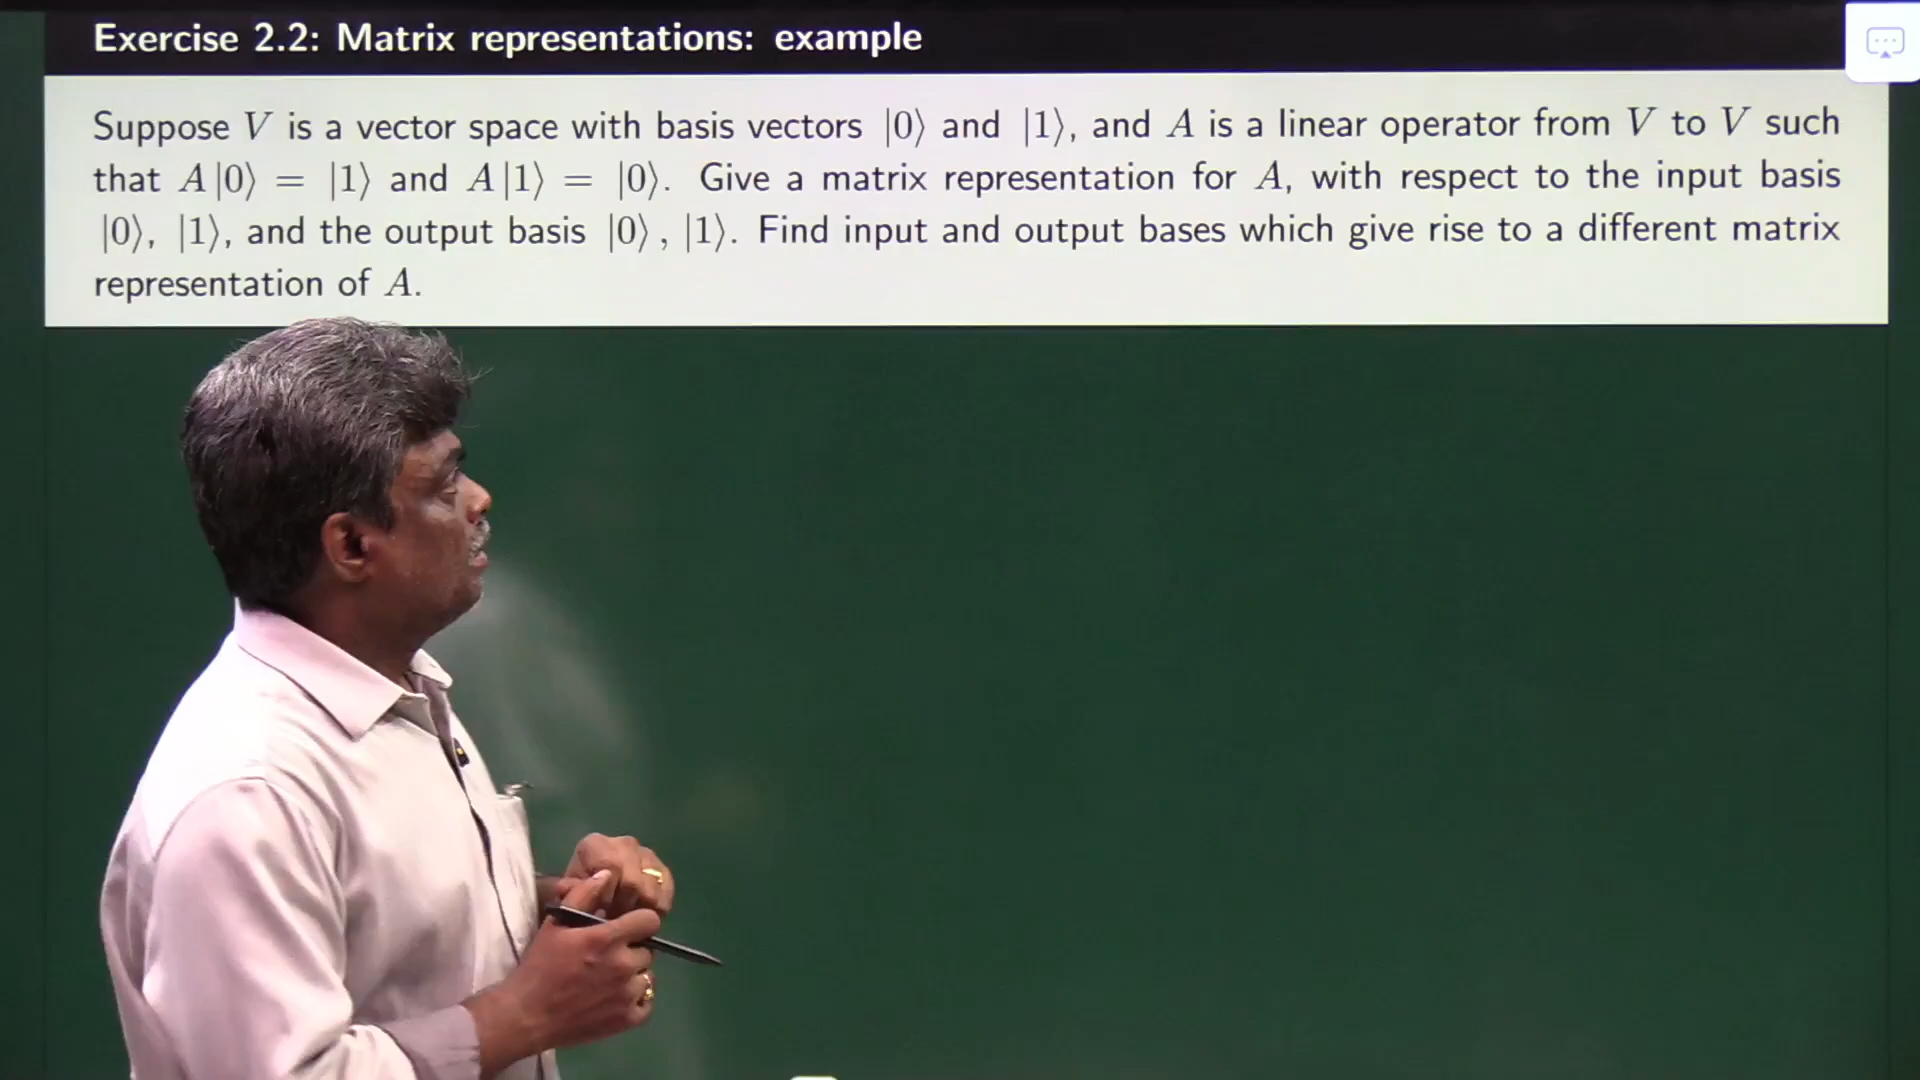 Exercise 2.2: Matrix representations: example
Suppose V is a vector space with basis vectors |0⟩ and |1⟩, and A is a linear operator from V to V such
that A|0⟩ = |1⟩ and A|1⟩ = |0⟩. Give a matrix representation for A, with respect to the input basis
|0⟩, |1⟩, and the output basis |0⟩, |1⟩. Find input and output bases which give rise to a different matrix
representation of A.